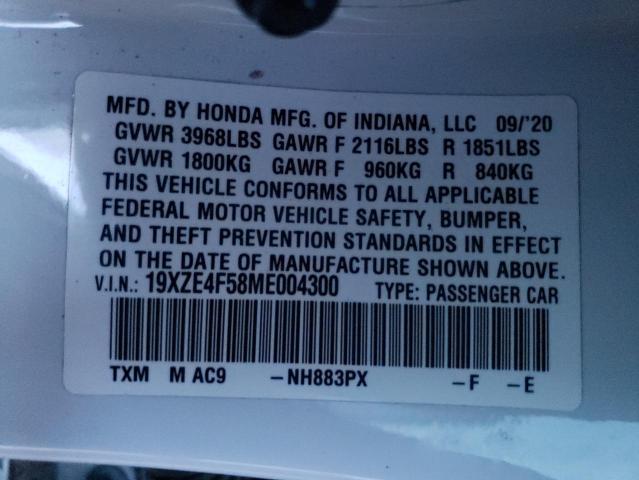 MFD. BY HONDA MFG. OF INDIANA, LLC 09/'20
GVWR 3968LBS GAWR F 2116LBS R 1851LBS
GVWR 1800KG GAWR F 960KG R 840KG
THIS VEHICLE CONFORMS TO ALL APPLICABLE
FEDERAL MOTOR VEHICLE SAFETY, BUMPER,
AND THEFT PREVENTION STANDARDS IN EFFECT
ON THE DATE OF MANUFACTURE SHOWN ABOVE.
V.I.N.: 19XZE4F58ME004300 TYPE: PASSENGER CAR
TXM M AC9 –NH883PX –F –E